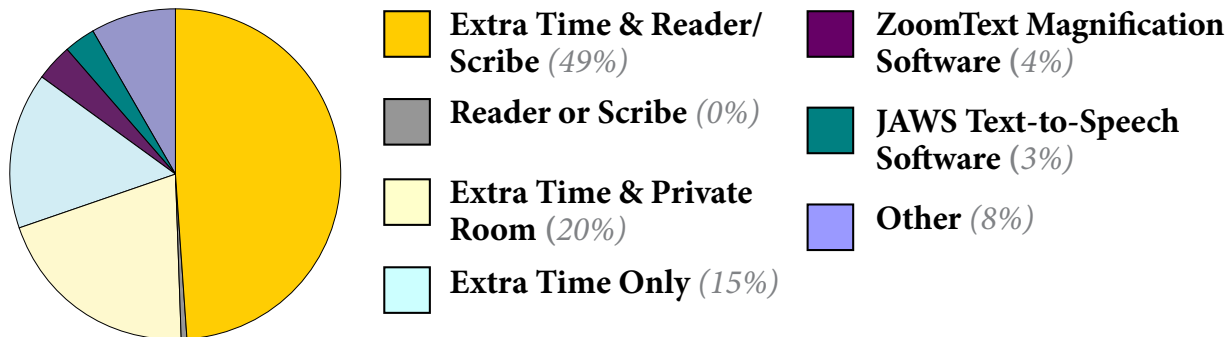 Extra Time & Reader/
Scribe (49%)
Reader or Scribe (0%)
Extra Time & Private
Room (20%)
Extra Time Only (15%)
ZoomText Magnification
Software (4%)
JAWS Text-to-Speech
Software (3%)
Other (8%)